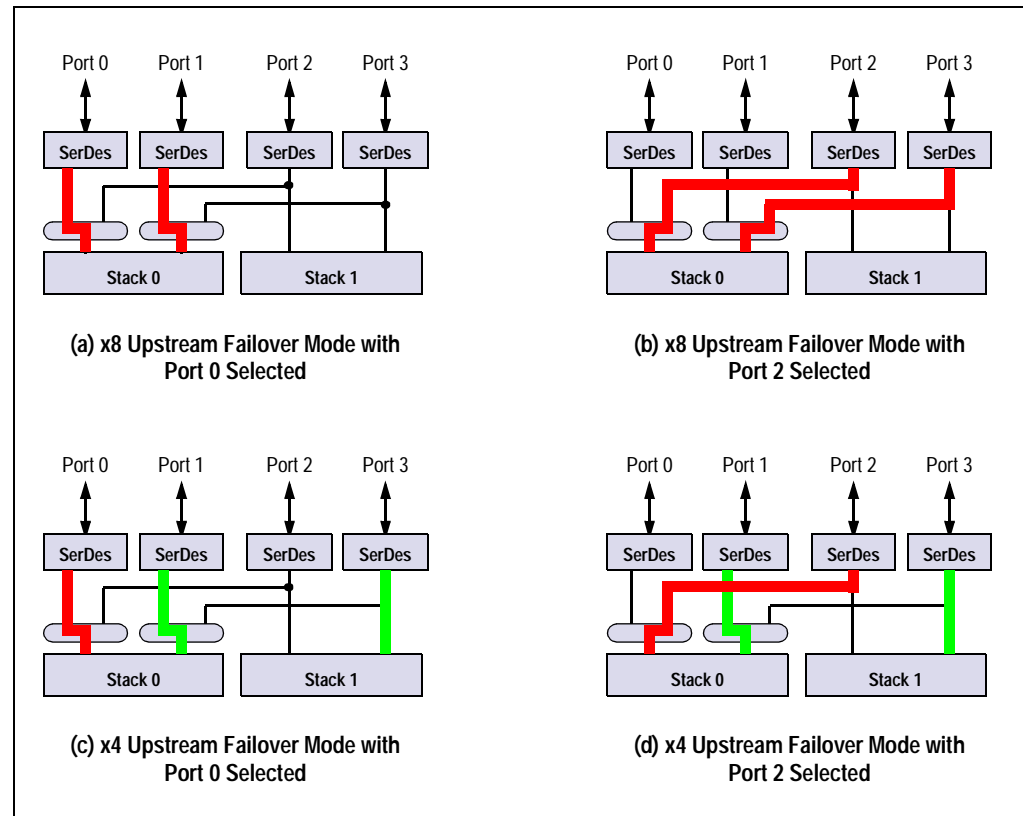 Port 0 Port 1 Port 2 Port 3
SerDes SerDes SerDes SerDes
Stack 0 Stack 1
(a) x8 Upstream Failover Mode with
Port 0 Selected
Port 0 Port 1 Port 2 Port 3
SerDes SerDes SerDes SerDes
Stack 0 Stack 1
(b) x8 Upstream Failover Mode with
Port 2 Selected
Port 0 Port 1 Port 2 Port 3
SerDes SerDes SerDes SerDes
Stack 0 Stack 1
(c) x4 Upstream Failover Mode with
Port 0 Selected
Port 0 Port 1 Port 2 Port 3
SerDes SerDes SerDes SerDes
Stack 0 Stack 1
(d) x4 Upstream Failover Mode with
Port 2 Selected